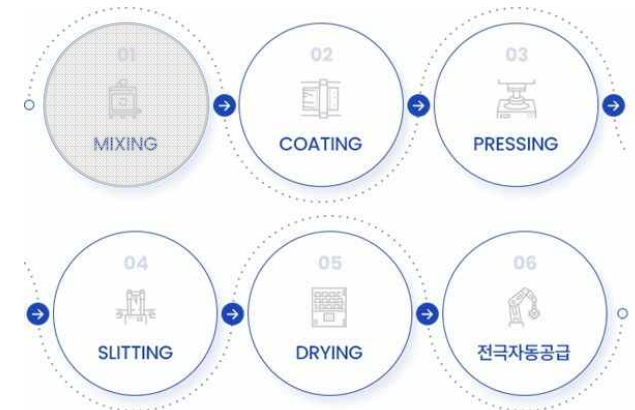 01
MIXING
02
COATING
03
PRESSING
04
SLITTING
05
DRYING
06
전극자동공급